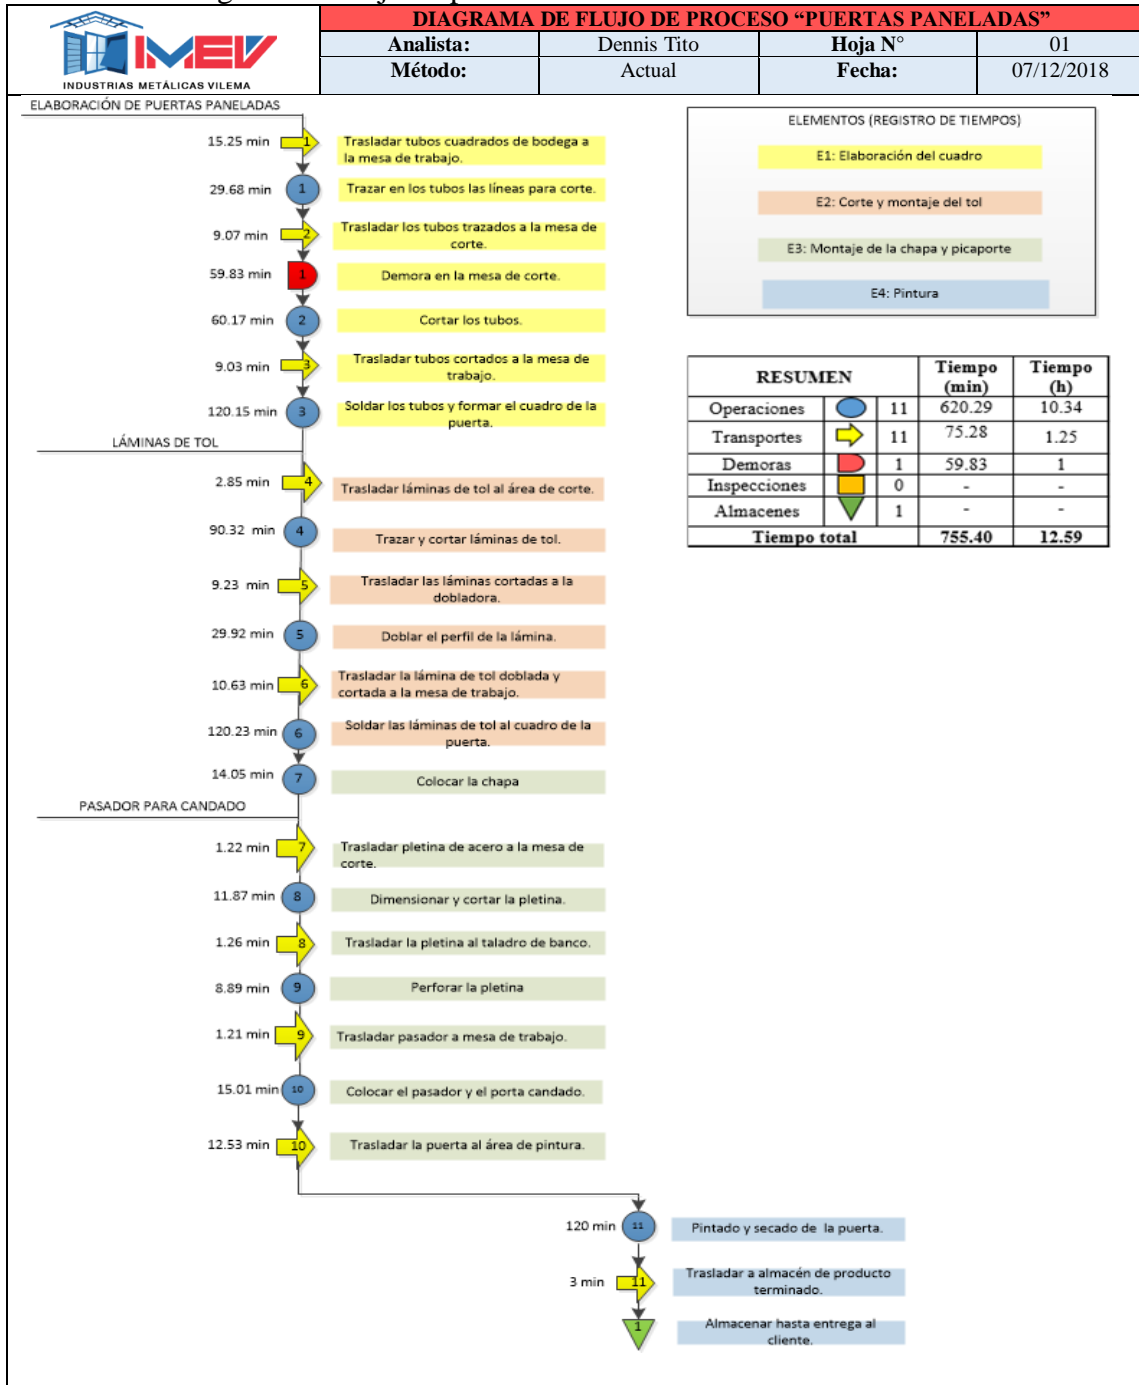 DIAGRAMA DE FLUJO DE PROCESO “PUERTAS PANELADAS”
IMEV
INDUSTRIAS METÁLICAS VILEMA
Analista: Dennis Tito Hoja N° 01
Método: Actual Fecha: 07/12/2018
ELABORACIÓN DE PUERTAS PANELADAS
15.25 min 1 Trasladar tubos cuadrados de bodega a
la mesa de trabajo.
29.68 min 1 Trazar en los tubos las líneas para corte.
9.07 min 2 Trasladar los tubos trazados a la mesa de
corte.
59.83 min 1 Demora en la mesa de corte.
60.17 min 2 Cortar los tubos.
9.03 min 3 Trasladar tubos cortados a la mesa de
trabajo.
120.15 min 3 Soldar los tubos y formar el cuadro de la
puerta.
LÁMINAS DE TOL
2.85 min 4 Trasladar láminas de tol al área de corte.
90.32 min 4 Trazar y cortar láminas de tol.
9.23 min 5 Trasladar las láminas cortadas a la
dobladora.
29.92 min 5 Doblar el perfil de la lámina.
10.63 min 6 Trasladar la lámina de tol doblada y
cortada a la mesa de trabajo.
120.23 min 6 Soldar las láminas de tol al cuadro de la
puerta.
14.05 min 7 Colocar la chapa
PASADOR PARA CANDADO
1.22 min 7 Trasladar pletina de acero a la mesa de
corte.
11.87 min 8 Dimensionar y cortar la pletina.
1.26 min 8 Trasladar la pletina al taladro de banco.
8.89 min 9 Perforar la pletina
1.21 min 9 Trasladar pasador a mesa de trabajo.
15.01 min 10 Colocar el pasador y el porta candado.
12.53 min 10 Trasladar la puerta al área de pintura.
120 min 11 Pintado y secado de la puerta.
3 min 11 Trasladar a almacén de producto
terminado.
1 Almacenar hasta entrega al
cliente.
ELEMENTOS (REGISTRO DE TIEMPOS)
E1: Elaboración del cuadro
E2: Corte y montaje del tol
E3: Montaje de la chapa y picaporte
E4: Pintura
RESUMEN Tiempo (min) Tiempo (h)
Operaciones 11 620.29 10.34
Transportes 11 75.28 1.25
Demoras 1 59.83 1
Inspecciones 0 - -
Almacenes 1 - -
Tiempo total 755.40 12.59